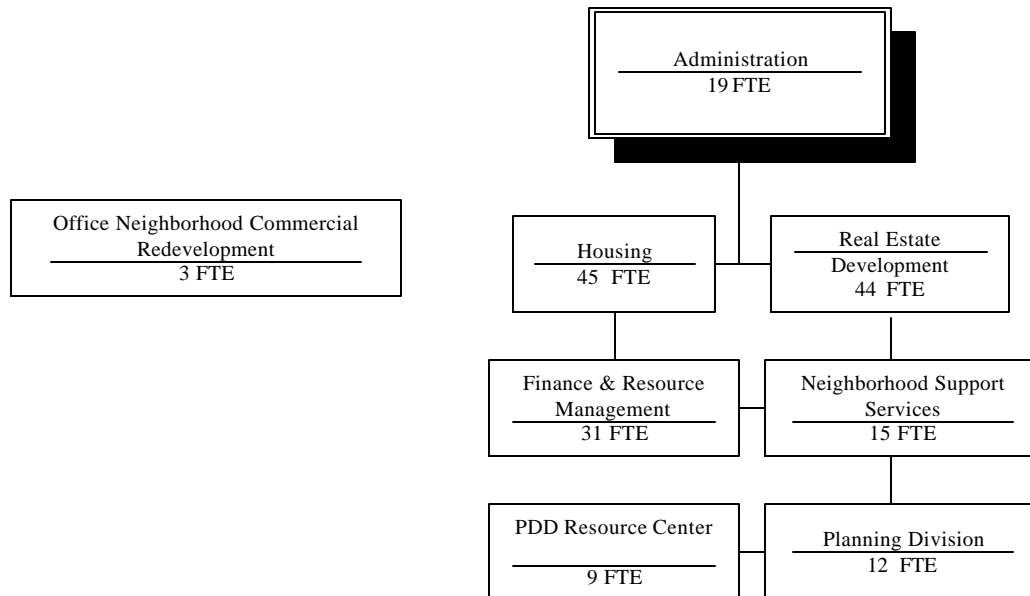 Administration
19 FTE
Office Neighborhood Commercial
Redevelopment
3 FTE
Housing
45 FTE
Real Estate
Development
44 FTE
Finance & Resource
Management
31 FTE
Neighborhood Support
Services
15 FTE
PDD Resource Center
9 FTE
Planning Division
12 FTE